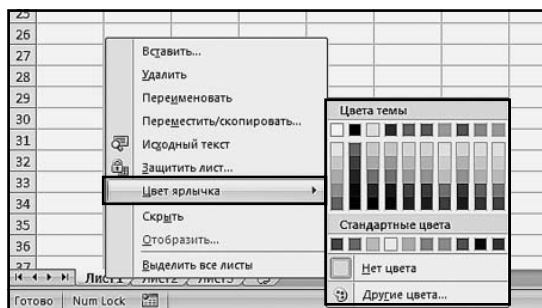 25
26
27
28
29
30
31
32
33
34
35
36
37
Вставить...
Удалить
Переименовать
Переместить/скопировать...
Исходный текст
Защитить лист...
Цвет ярлычка
Скрыть
Отобразить...
Выделить все листы
Цвета темы
Стандартные цвета
Нет цвета
Другие цвета...
Лист1 Лист2 Лист3
Готово Num Lock